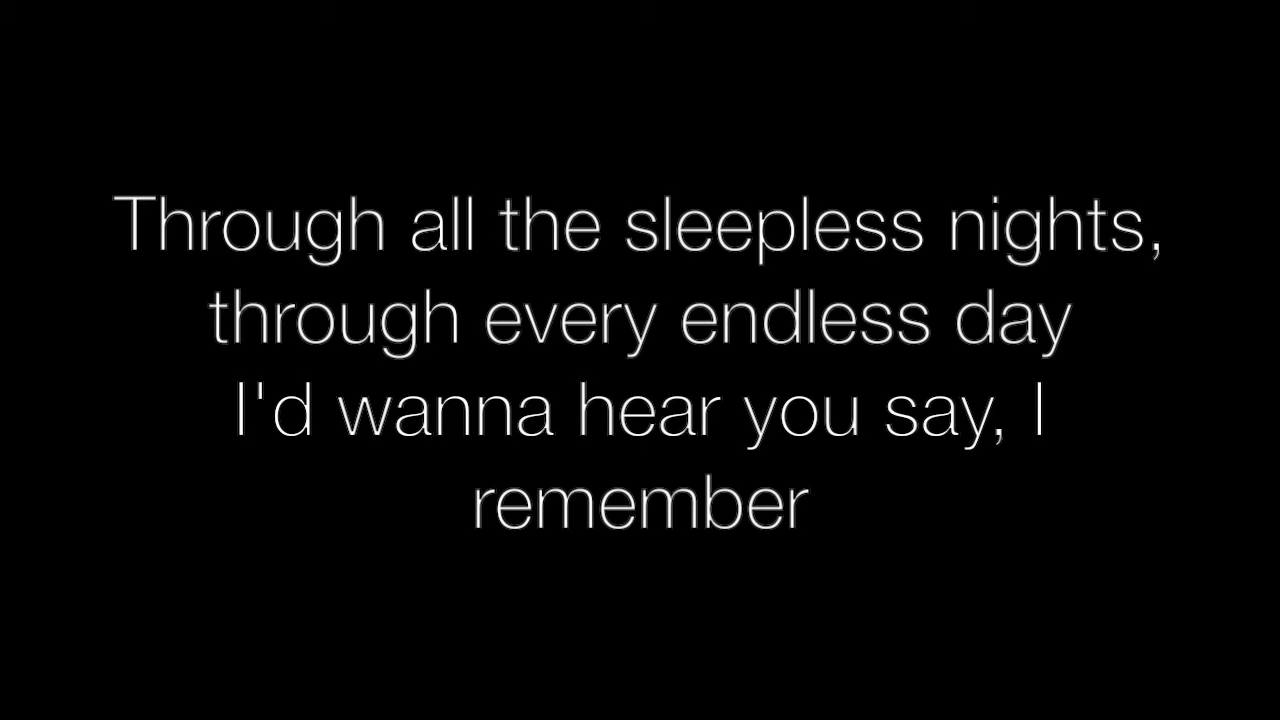 Through all the sleepless nights,
through every endless day
I'd wanna hear you say, I
remember